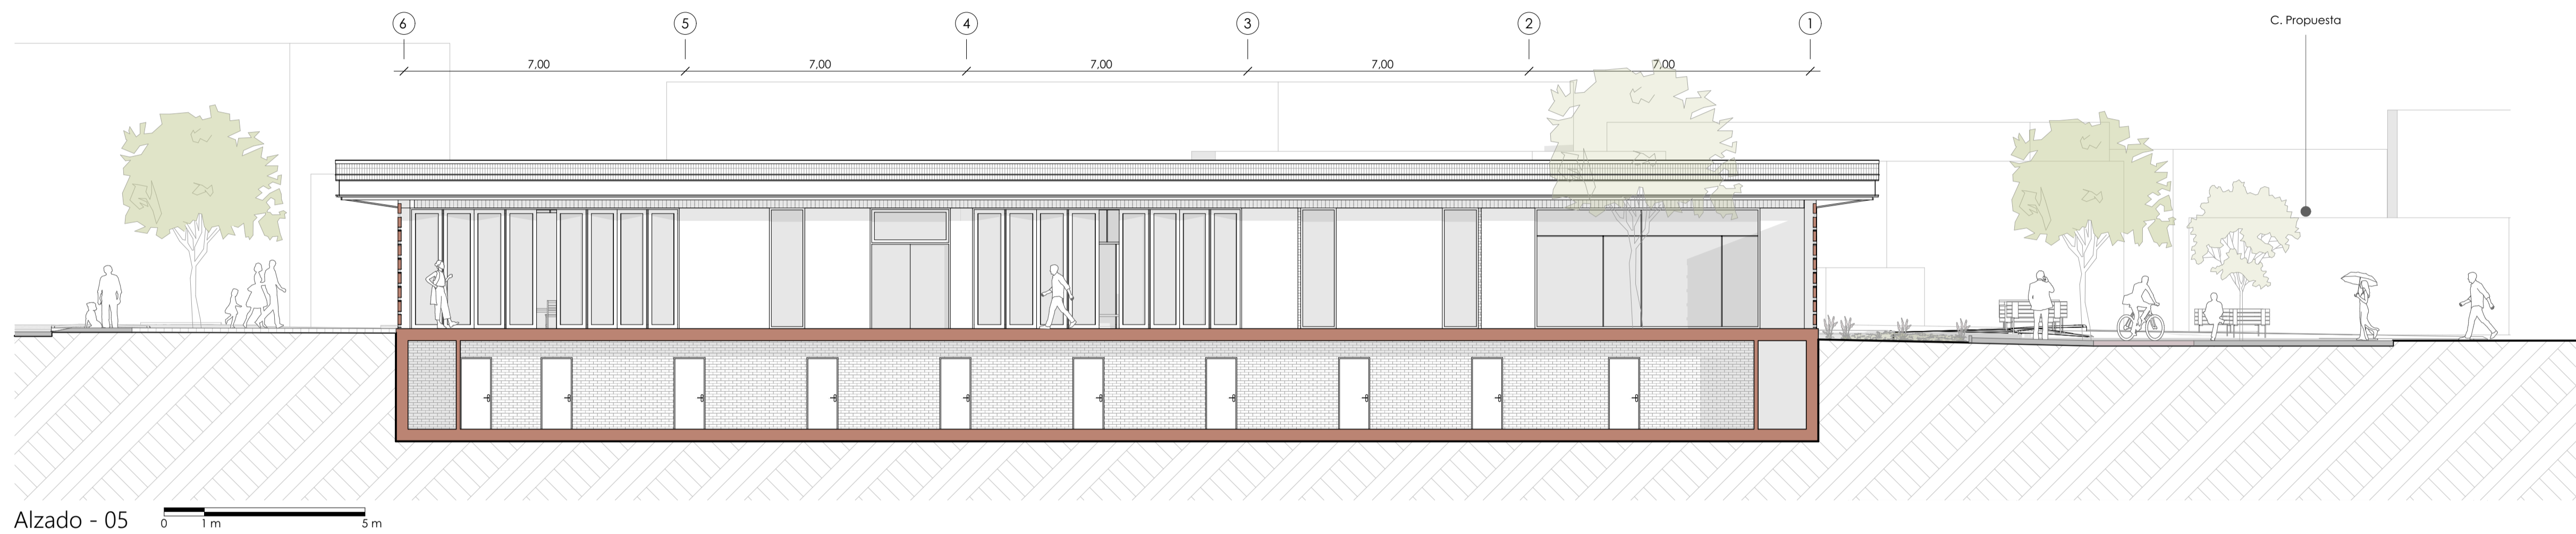 6 5 4 3 2 1
C. Propuesta
7,00 7,00 7,00 7,00 7,00
Alzado - 05
0 1 m 5 m